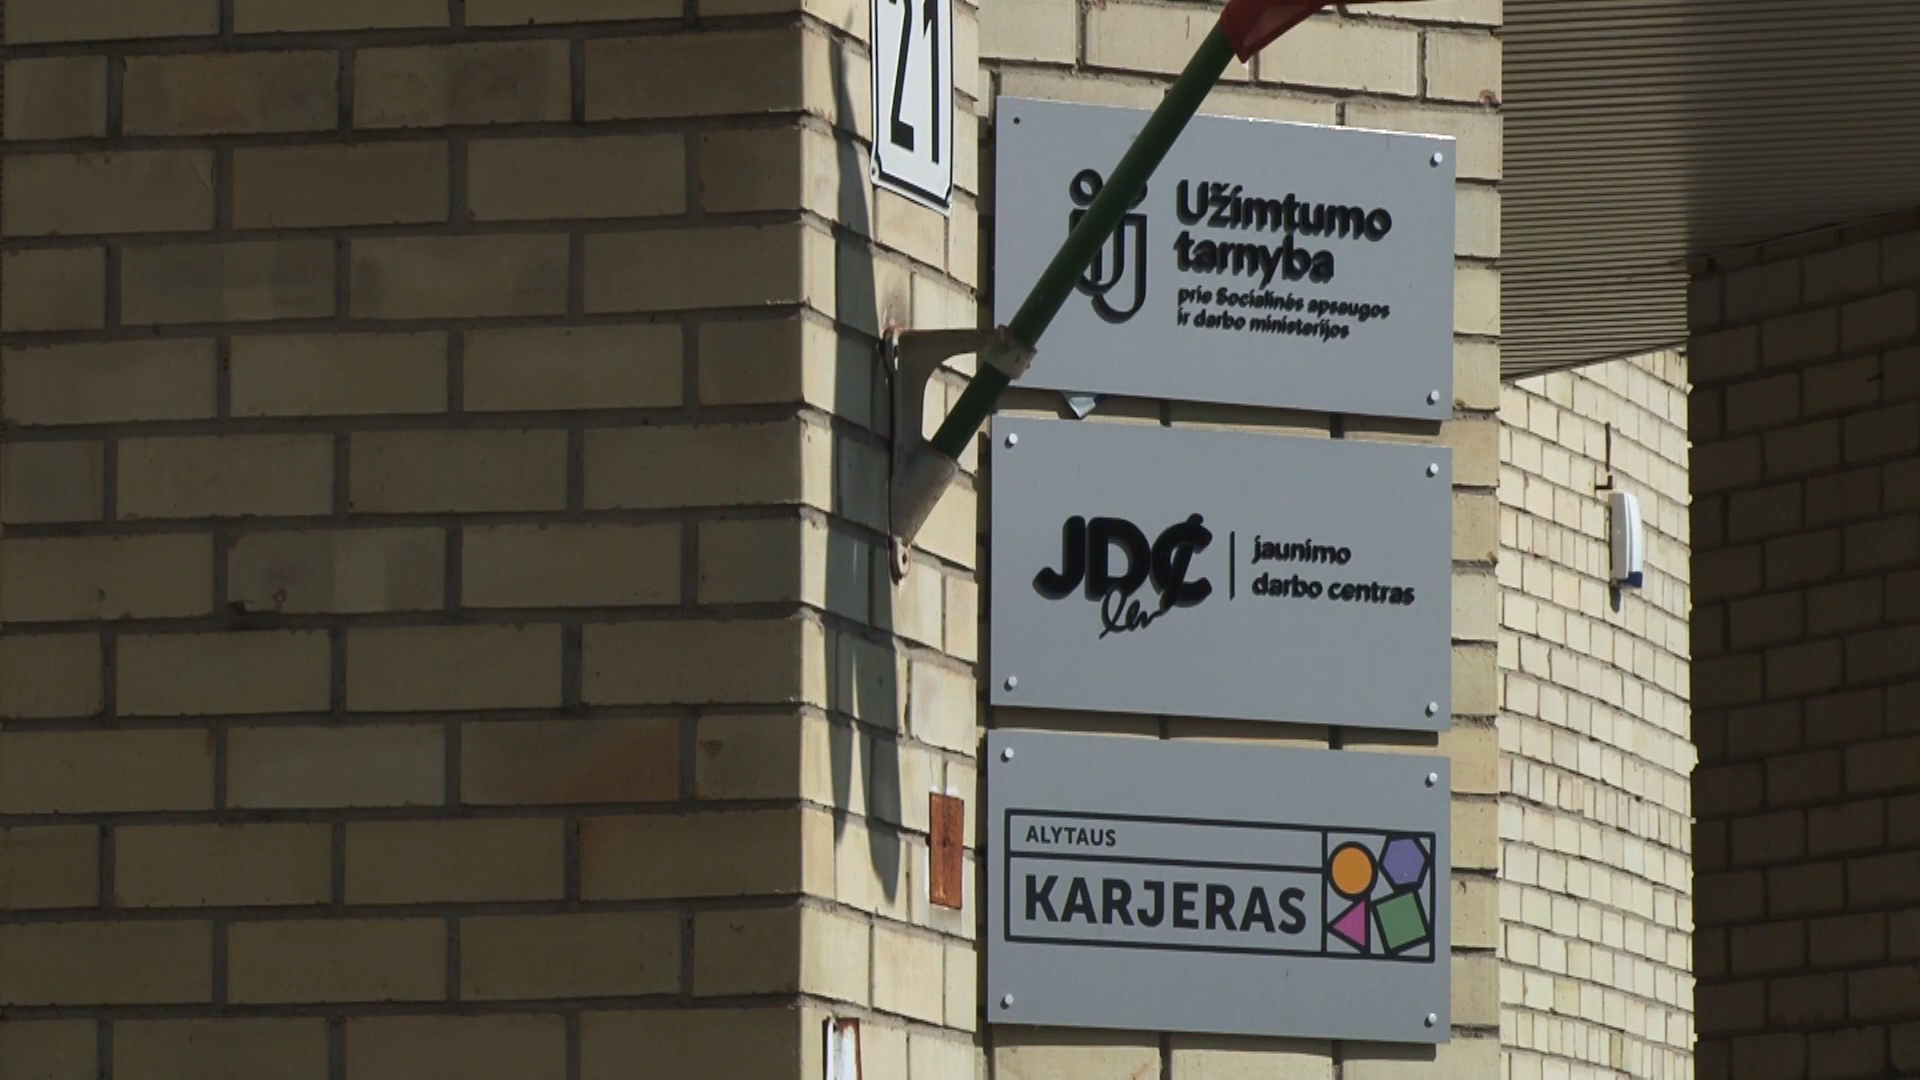 21
Užimtumo
tarnyba
prie Socialinės apsaugos
ir darbo ministerijos
JDC
jaunimo
darbo centras
ALYTAUS
KARJERAS